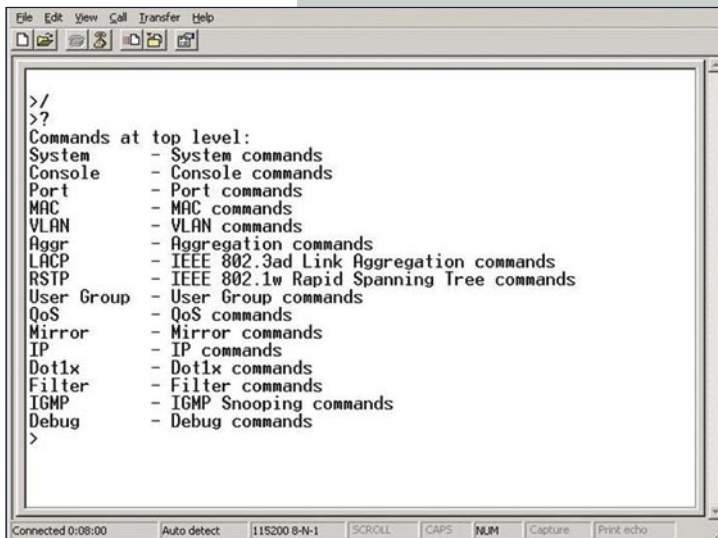 File Edit View Call Transfer Help
>/
>?
Commands at top level:
System - System commands
Console - Console commands
Port - Port commands
MAC - MAC commands
VLAN - VLAN commands
Aggr - Aggregation commands
LACP - IEEE 802.3ad Link Aggregation commands
RSTP - IEEE 802.1w Rapid Spanning Tree commands
User Group - User Group commands
QoS - QoS commands
Mirror - Mirror commands
IP - IP commands
Dot1x - Dot1x commands
Filter - Filter commands
IGMP - IGMP Snooping commands
Debug - Debug commands
>
Connected 0:08:00 Auto detect 115200 8-N-1 SCROLL CAPS NUM Capture Print echo